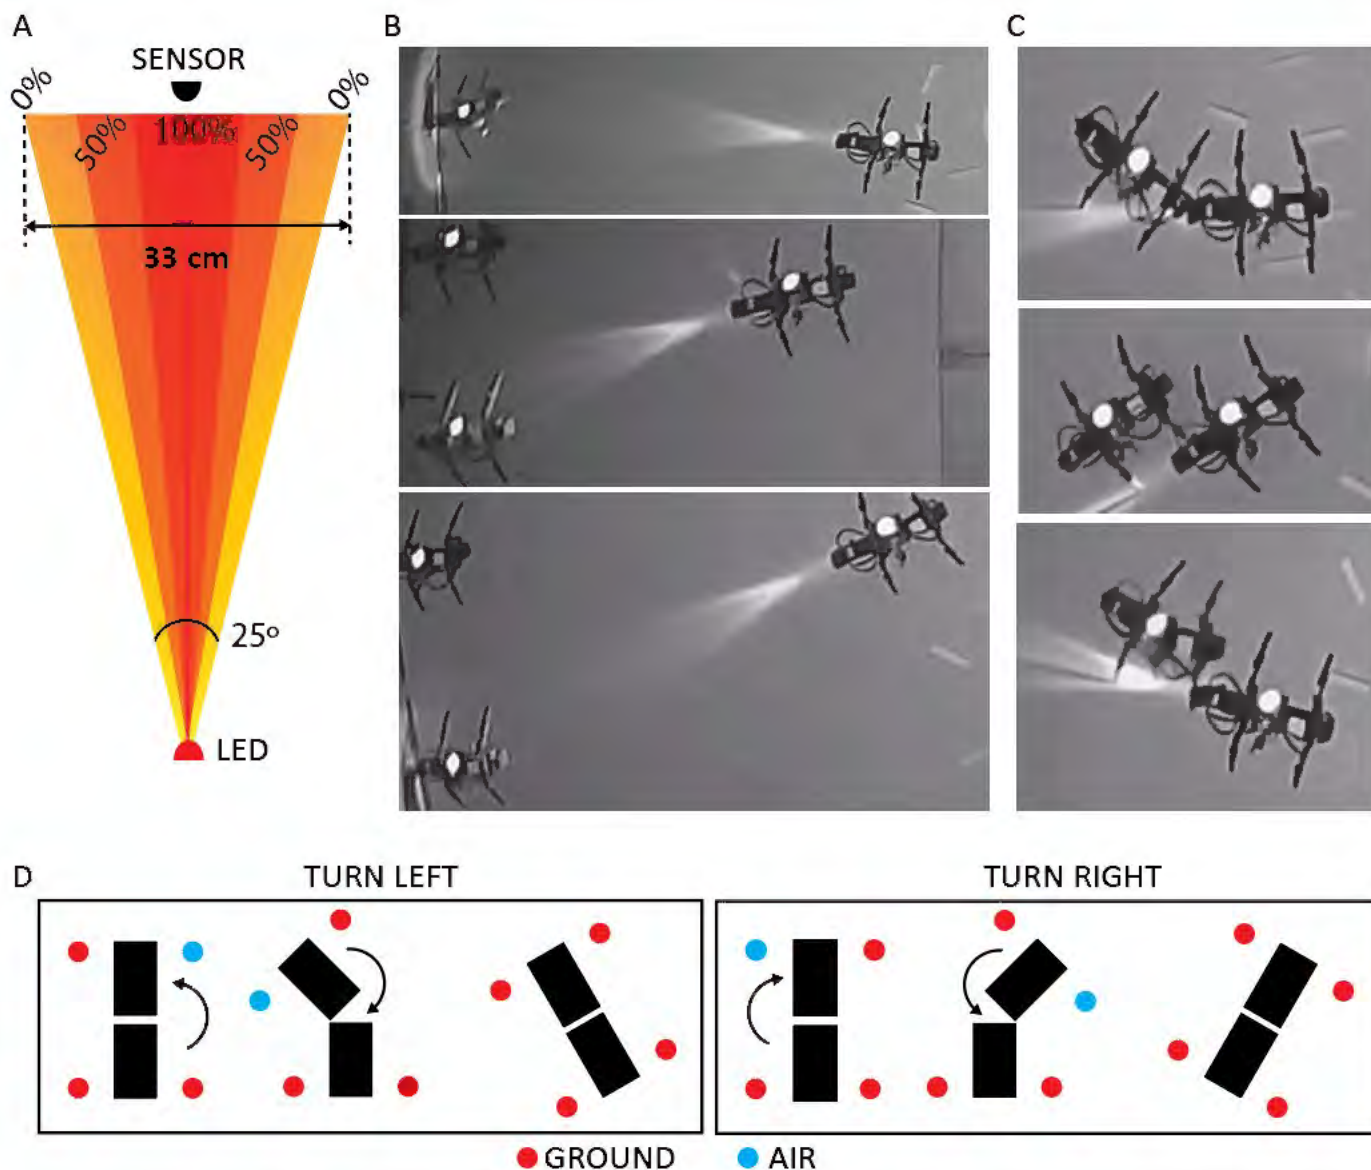 A
B
C
SENSOR
0%
0%
50%
100%
50%
33 cm
25°
LED
D
TURN LEFT
TURN RIGHT
GROUND
AIR